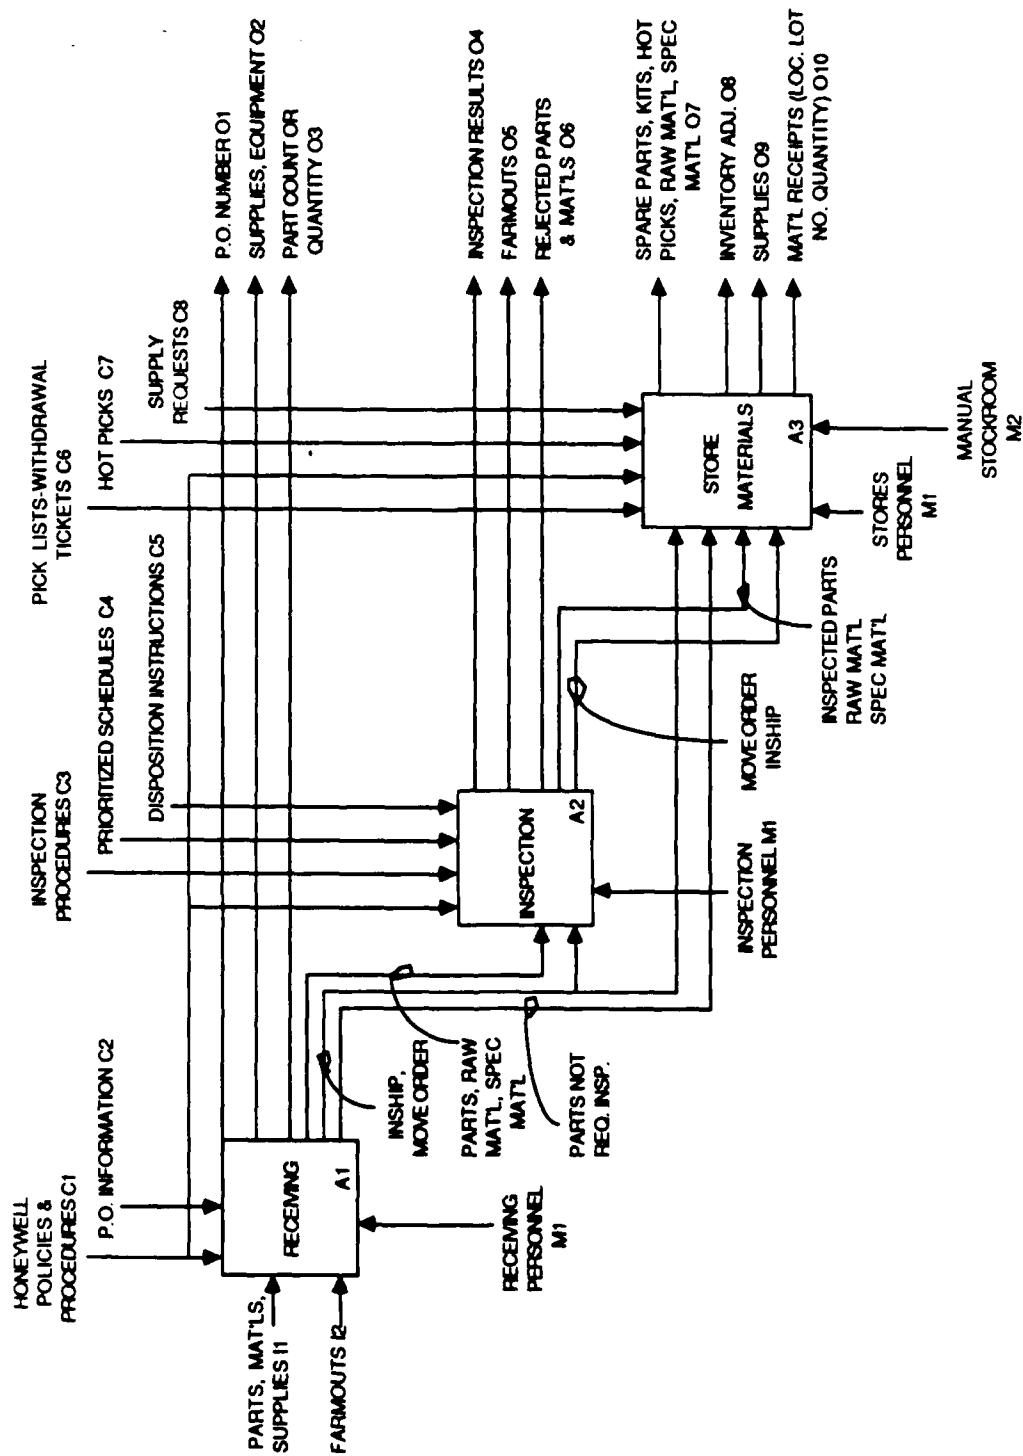 HONEYWELL
POLICIES &
PROCEDURES C1
P.O. INFORMATION C2
INSPECTION
PROCEDURES C3
PRIORITIZED SCHEDULES C4
DISPOSITION INSTRUCTIONS C5
PICK LISTS-WITHDRAWAL
TICKETS C6
HOT PICKS C7
SUPPLY
REQUESTS C8
P.O. NUMBER O1
SUPPLIES, EQUIPMENT O2
PART COUNT OR
QUANTITY O3
INSPECTION RESULTS O4
FARMOUTS O5
REJECTED PARTS
& MAT'LS O6
SPARE PARTS, KITS, HOT
PICKS, RAW MAT'L, SPEC
MAT'L O7
INVENTORY ADJ. O8
SUPPLIES O9
MAT'L RECEIPTS (LOC. LOT
NO. QUANTITY) O10
PARTS, MAT'LS,
SUPPLIES I1
FARMOUTS I2
RECEIVING
A1
RECEIVING
PERSONNEL
M1
INSHIP,
MOVE ORDER
PARTS, RAW
MAT'L, SPEC
MAT'L
PARTS NOT
REQ. INSP.
INSPECTION
A2
INSPECTION
PERSONNEL M1
MOVE ORDER
INSHIP
INSPECTED PARTS
RAW MAT'L
SPEC MAT'L
STORE
MATERIALS
A3
STORES
PERSONNEL
M1
MANUAL
STOCKROOM
M2